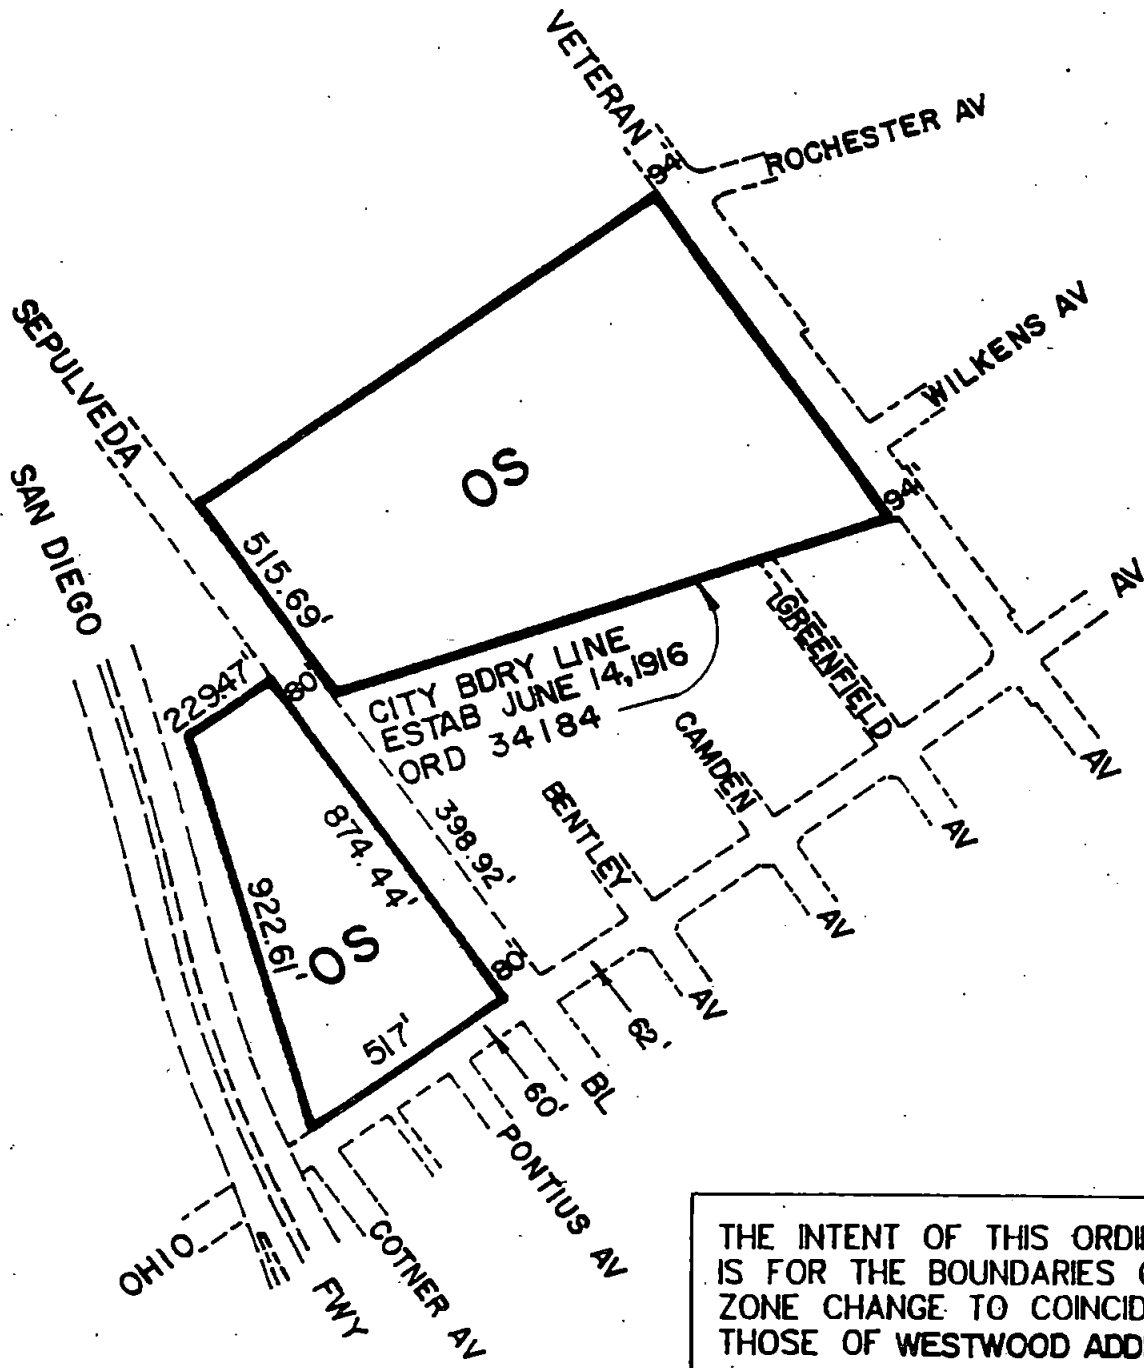 VETERAN
94
ROCHESTER AV
WILKENS AV
SEPULVEDA
SAN DIEGO
OS
94
515.69'
AV
CITY BDRY LINE
ESTAB JUNE 14, 1916
ORD 34184
GREENFIELD
229.47'
80'
CAMDEN
AV
BENTLEY
398.92'
874.44'
AV
922.61'
OS
AV
80'
AV
517'
62'
60'
BL
PONTIUS AV
COTNER AV
OHIO
FWY
THE INTENT OF THIS
IS FOR THE BOUNDARIES
ZONE CHANGE TO
THOSE OF WESTWOOD